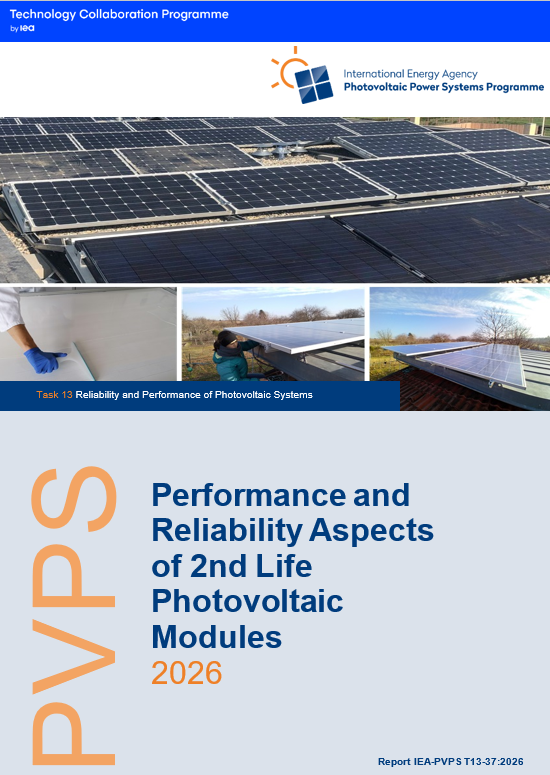 Technology Collaboration Programme
by iea
International Energy Agency
Photovoltaic Power Systems Programme
Task 13 Reliability and Performance of Photovoltaic Systems
PVPS
Performance and
Reliability Aspects
of 2nd Life
Photovoltaic
Modules
2026
Report IEA-PVPS T13-37:2026